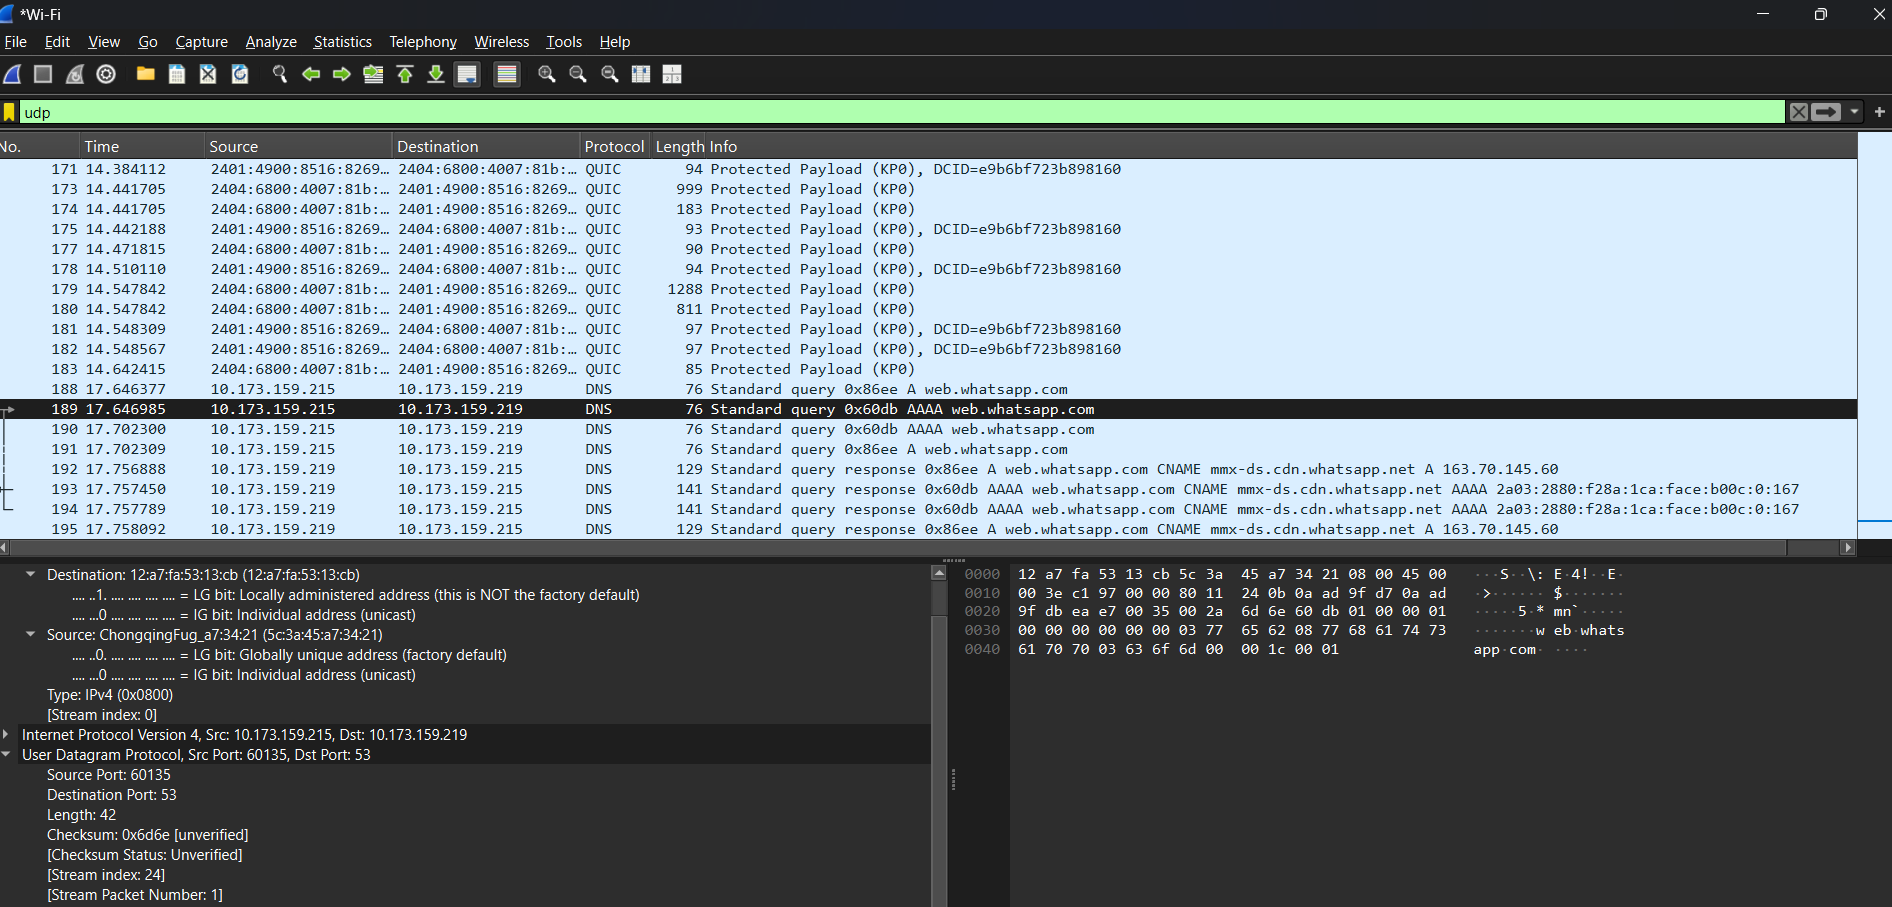 *Wi-Fi
File Edit View Go Capture Analyze Statistics Telephony Wireless Tools Help
udp
No. Time Source Destination Protocol Length Info
171 14.384112 2401:4900:8516:8269… 2404:6800:4007:81b:… QUIC 94 Protected Payload (KP0), DCID=e9b6bf723b898160
173 14.441705 2404:6800:4007:81b:… 2401:4900:8516:8269… QUIC 999 Protected Payload (KP0)
174 14.441705 2404:6800:4007:81b:… 2401:4900:8516:8269… QUIC 183 Protected Payload (KP0)
175 14.442188 2401:4900:8516:8269… 2404:6800:4007:81b:… QUIC 93 Protected Payload (KP0), DCID=e9b6bf723b898160
177 14.471815 2404:6800:4007:81b:… 2401:4900:8516:8269… QUIC 90 Protected Payload (KP0)
178 14.510110 2401:4900:8516:8269… 2404:6800:4007:81b:… QUIC 94 Protected Payload (KP0), DCID=e9b6bf723b898160
179 14.547842 2404:6800:4007:81b:… 2401:4900:8516:8269… QUIC 1288 Protected Payload (KP0)
180 14.547842 2404:6800:4007:81b:… 2401:4900:8516:8269… QUIC 811 Protected Payload (KP0)
181 14.548309 2401:4900:8516:8269… 2404:6800:4007:81b:… QUIC 97 Protected Payload (KP0), DCID=e9b6bf723b898160
182 14.548567 2401:4900:8516:8269… 2404:6800:4007:81b:… QUIC 97 Protected Payload (KP0), DCID=e9b6bf723b898160
183 14.642415 2404:6800:4007:81b:… 2401:4900:8516:8269… QUIC 85 Protected Payload (KP0)
188 17.646377 10.173.159.215 10.173.159.219 DNS 76 Standard query 0x86ee A web.whatsapp.com
189 17.646985 10.173.159.215 10.173.159.219 DNS 76 Standard query 0x60db AAAA web.whatsapp.com
190 17.702300 10.173.159.215 10.173.159.219 DNS 76 Standard query 0x60db AAAA web.whatsapp.com
191 17.702309 10.173.159.215 10.173.159.219 DNS 76 Standard query 0x86ee A web.whatsapp.com
192 17.756888 10.173.159.219 10.173.159.215 DNS 129 Standard query response 0x86ee A web.whatsapp.com CNAME mmx-ds.cdn.whatsapp.net A 163.70.145.60
193 17.757450 10.173.159.219 10.173.159.215 DNS 141 Standard query response 0x60db AAAA web.whatsapp.com CNAME mmx-ds.cdn.whatsapp.net AAAA 2a03:2880:f28a:1ca:face:b00c:0:167
194 17.757789 10.173.159.219 10.173.159.215 DNS 141 Standard query response 0x60db AAAA web.whatsapp.com CNAME mmx-ds.cdn.whatsapp.net AAAA 2a03:2880:f28a:1ca:face:b00c:0:167
195 17.758092 10.173.159.219 10.173.159.215 DNS 129 Standard query response 0x86ee A web.whatsapp.com CNAME mmx-ds.cdn.whatsapp.net A 163.70.145.60
Destination: 12:a7:fa:53:13:cb (12:a7:fa:53:13:cb)
.... ..1. .... .... .... .... = LG bit: Locally administered address (this is NOT the factory default)
.... ...0 .... .... .... .... = IG bit: Individual address (unicast)
Source: ChongqingFug_a7:34:21 (5c:3a:45:a7:34:21)
.... ..0. .... .... .... .... = LG bit: Globally unique address (factory default)
.... ...0 .... .... .... .... = IG bit: Individual address (unicast)
Type: IPv4 (0x0800)
[Stream index: 0]
Internet Protocol Version 4, Src: 10.173.159.215, Dst: 10.173.159.219
User Datagram Protocol, Src Port: 60135, Dst Port: 53
Source Port: 60135
Destination Port: 53
Length: 42
Checksum: 0x6d6e [unverified]
[Checksum Status: Unverified]
[Stream index: 24]
[Stream Packet Number: 1]
0000 12 a7 fa 53 13 cb 5c 3a 45 a7 34 21 08 00 45 00 ···S··\: E·4!··E·
0010 00 3e c1 97 00 00 80 11 24 0b 0a ad 9f d7 0a ad ·>······ $·······
0020 9f db ea e7 00 35 00 2a 6d 6e 60 db 01 00 00 01 ·····5·* mn`·····
0030 00 00 00 00 00 00 03 77 65 62 08 77 68 61 74 73 ·······w eb·whats
0040 61 70 70 03 63 6f 6d 00 00 1c 00 01 app·com· ····